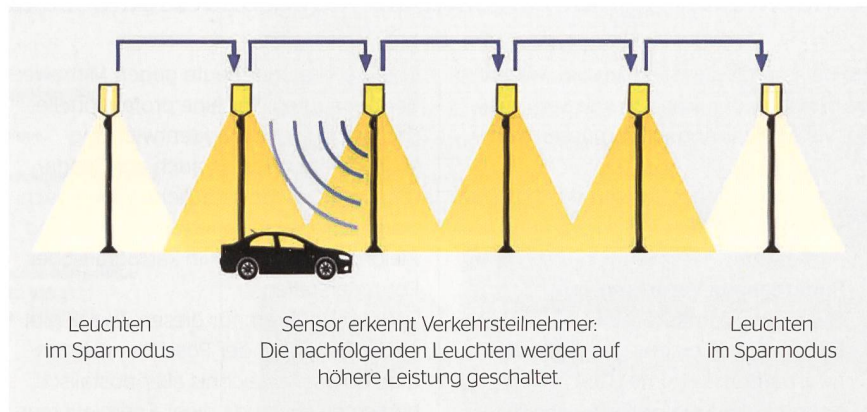 Leuchten
im Sparmodus
Sensor erkennt Verkehrsteilnehmer:
Die nachfolgenden Leuchten werden auf
höhere Leistung geschaltet.
Leuchten
im Sparmodus